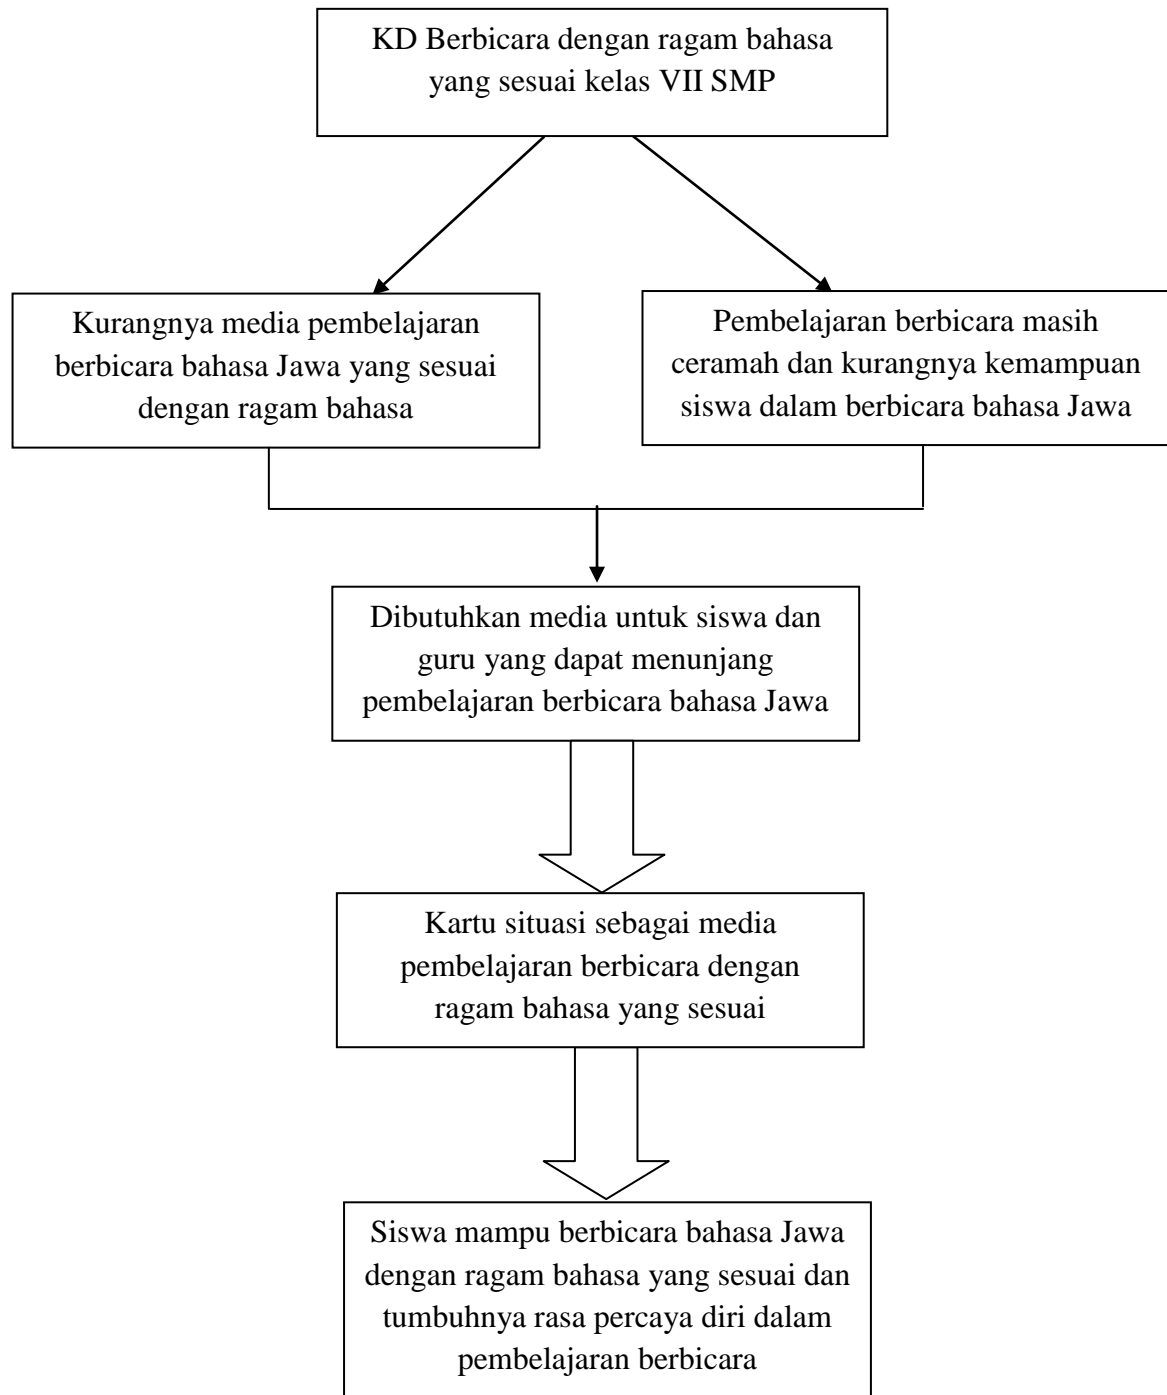 KD Berbicara dengan ragam bahasa
yang sesuai kelas VII SMP
Kurangnya media pembelajaran
berbicara bahasa Jawa yang sesuai
dengan ragam bahasa
Pembelajaran berbicara masih
ceramah dan kurangnya kemampuan
siswa dalam berbicara bahasa Jawa
Dibutuhkan media untuk siswa dan
guru yang dapat menunjang
pembelajaran berbicara bahasa Jawa
Kartu situasi sebagai media
pembelajaran berbicara dengan
ragam bahasa yang sesuai
Siswa mampu berbicara bahasa Jawa
dengan ragam bahasa yang sesuai dan
tumbuhnya rasa percaya diri dalam
pembelajaran berbicara